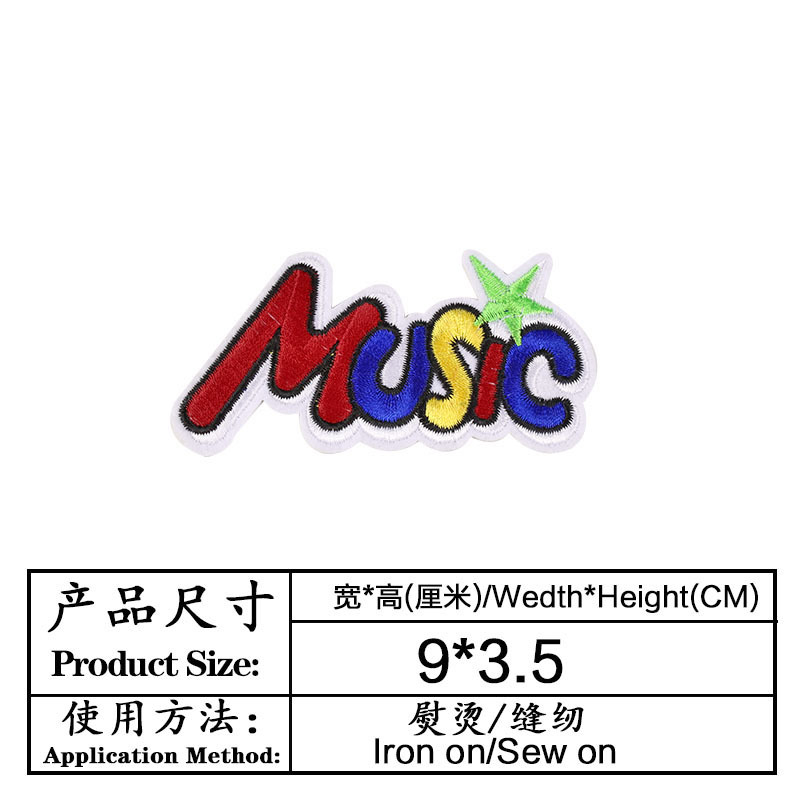 MUSIC
产品尺寸
Product Size:
宽*高(厘米)/Wedth*Height(CM)
9*3.5
使用方法:
Application Method:
熨烫/缝纫
Iron on/Sew on